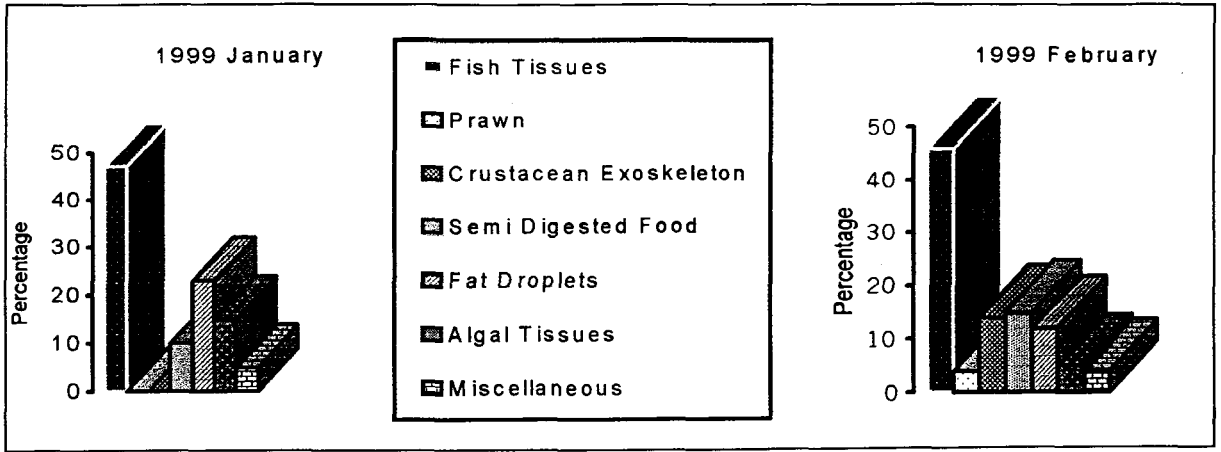 1999 January
Percentage
50
40
30
20
10
0
Fish Tissues
Prawn
Crustacean Exoskeleton
Semi Digested Food
Fat Droplets
Algal Tissues
Miscellaneous
1999 February
Percentage
50
40
30
20
10
0